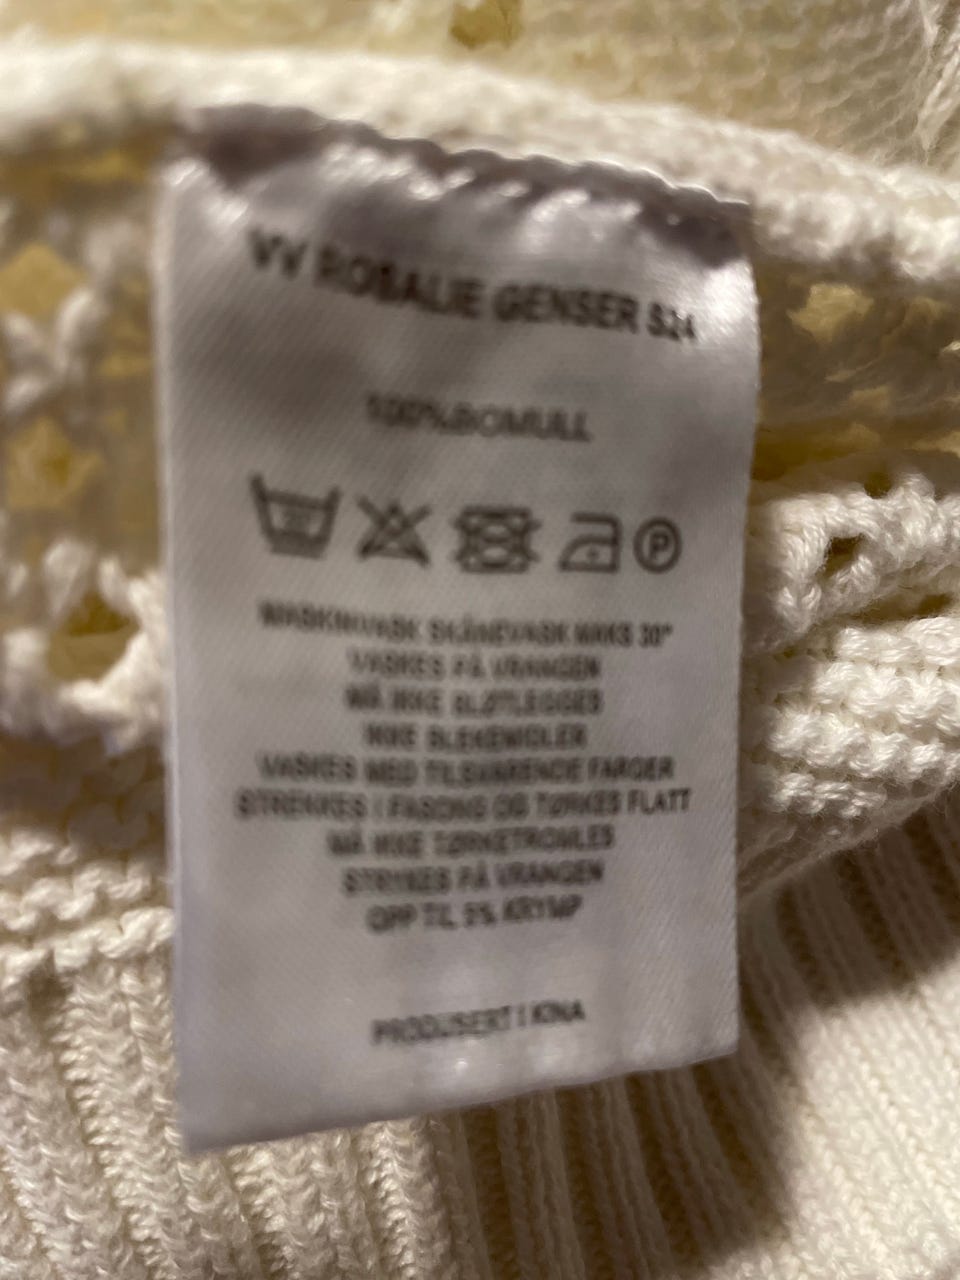 VV ROSALIE GENSER S24
100%BOMULL
30
P
MASKINVASK SKÅNEVASK MAKS 30°
VASKES PÅ VRANGEN
MÅ IKKE BLØTLEGGES
IKKE BLEKEMIDLER
VASKES MED TILSVARENDE FARGER
STREKKES I FASONG OG TØRKES FLATT
MÅ IKKE TØRKETROMLES
STRYKES PÅ VRANGEN
OPP TIL 5% KRYMP
PRODUSERT I KINA